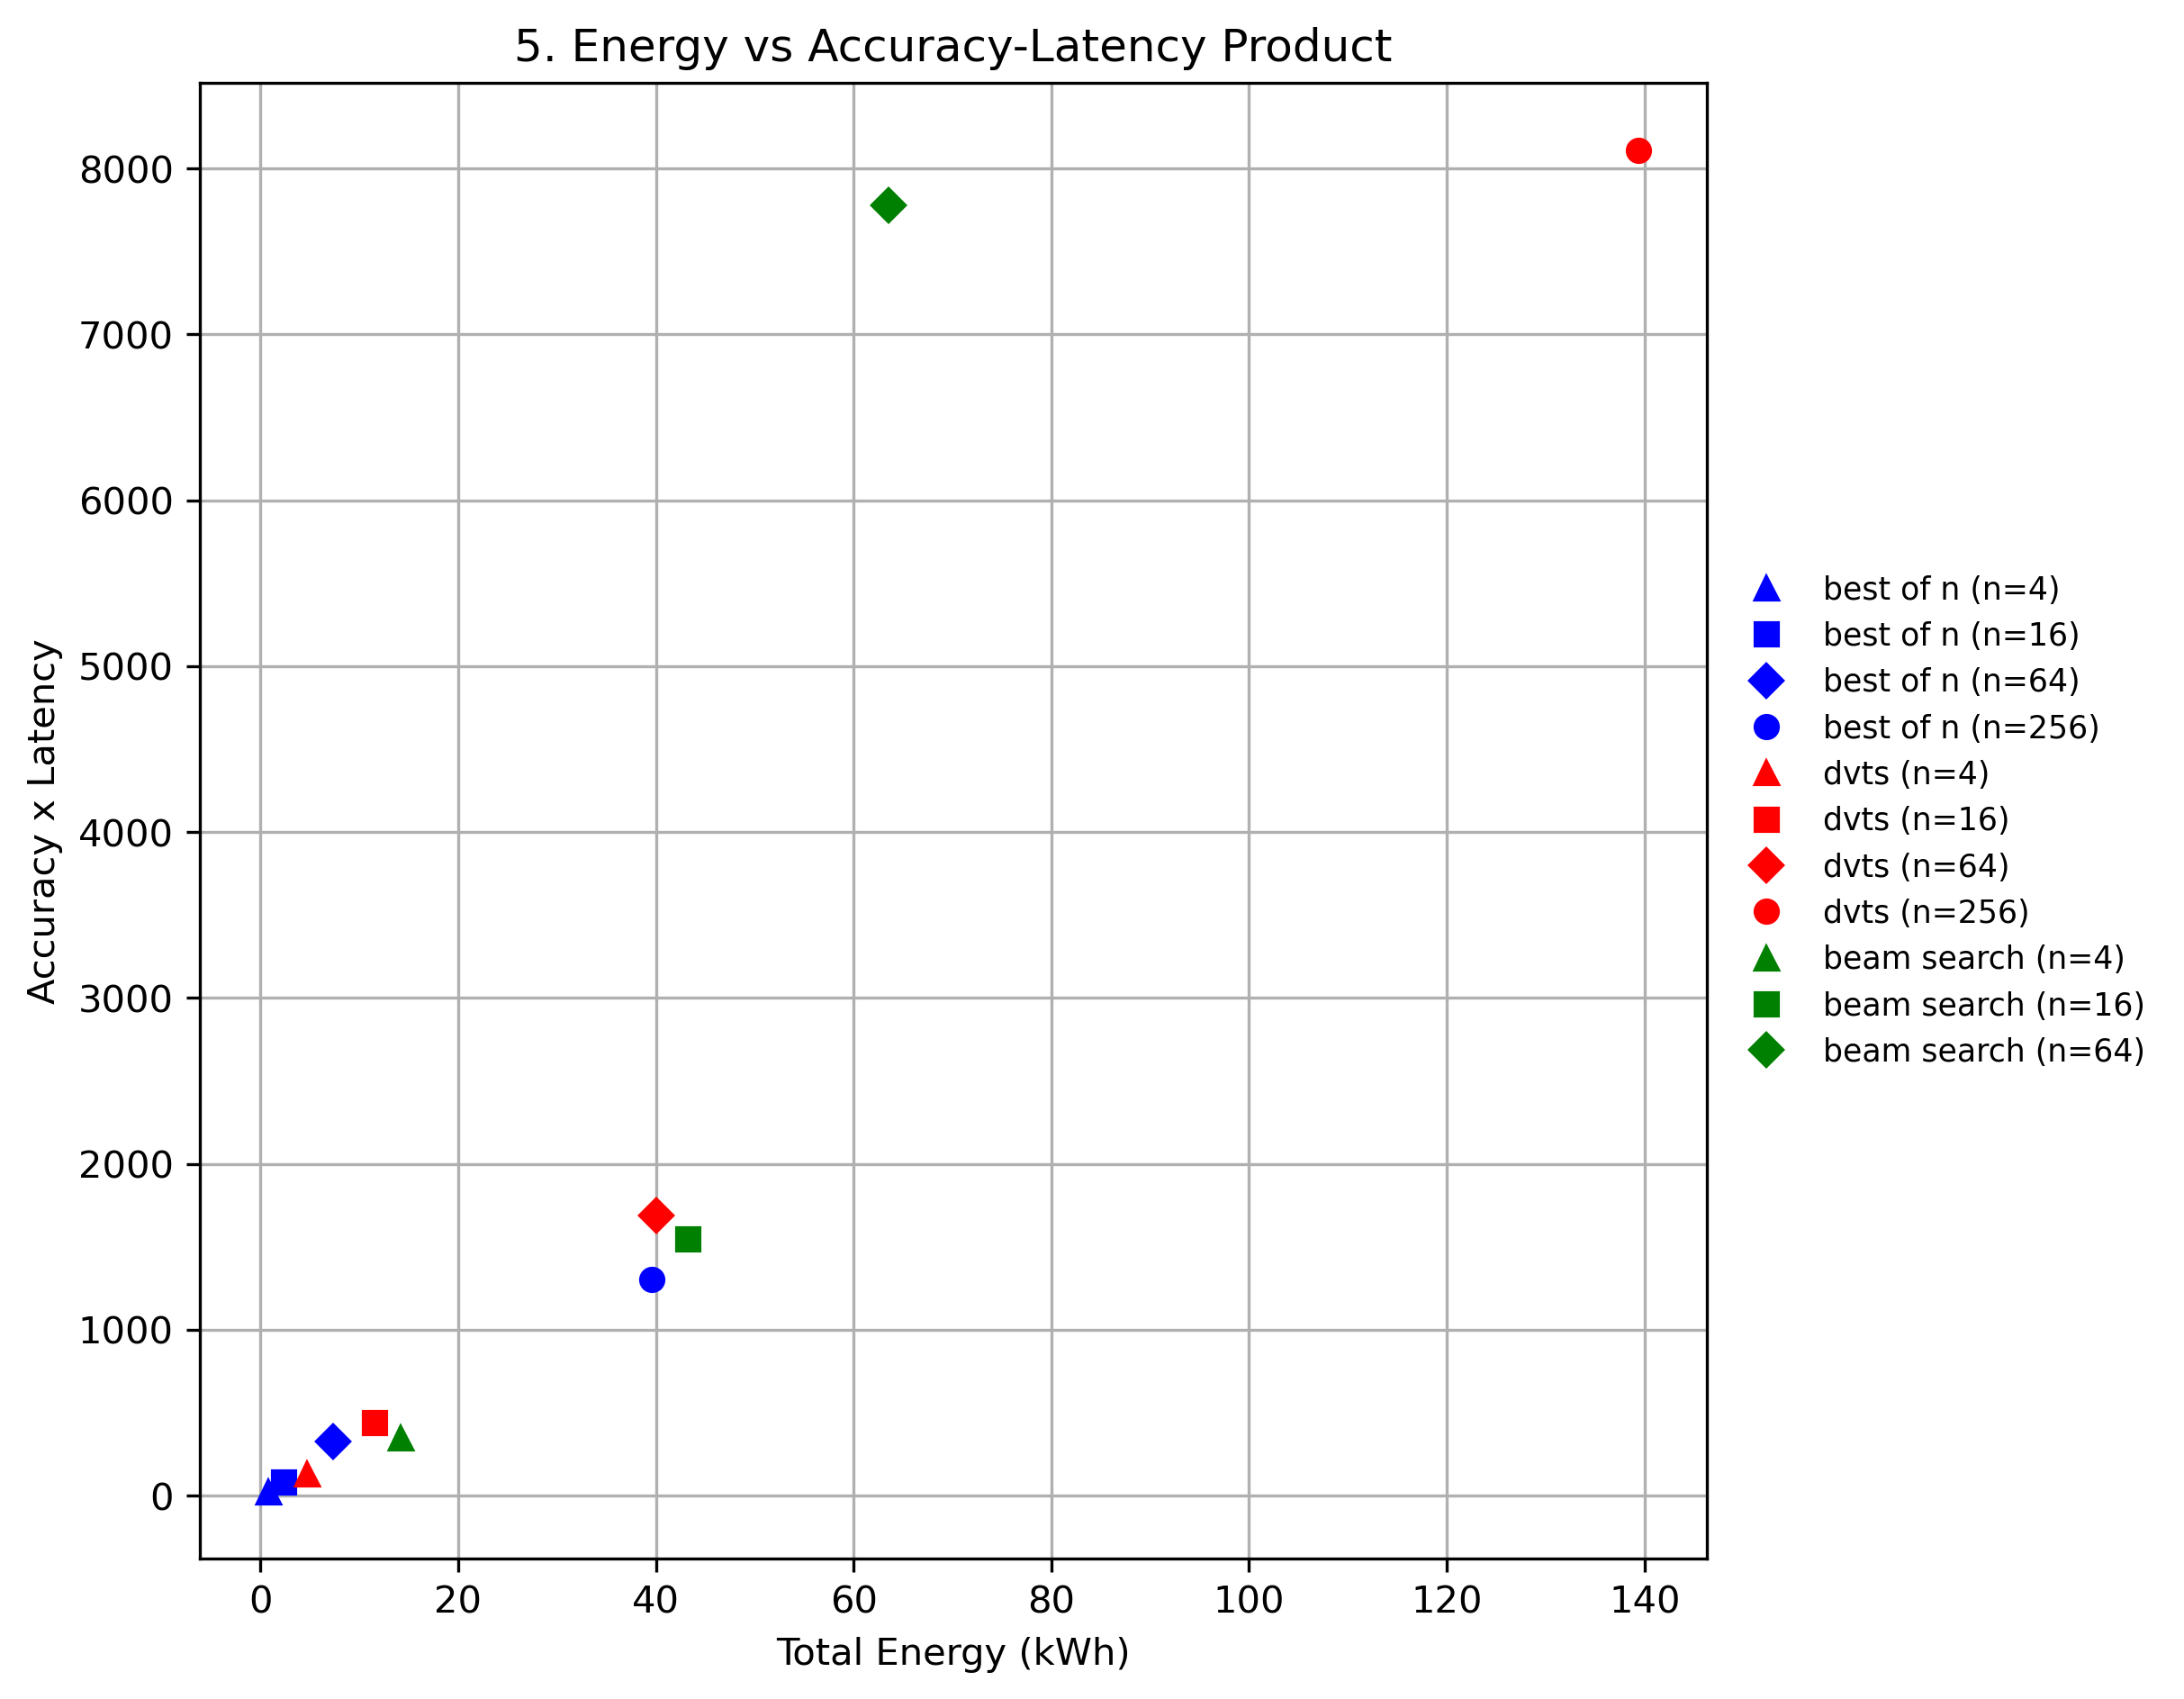 5. Energy vs Accuracy-Latency Product
Accuracy x Latency
8000
7000
6000
5000
4000
3000
2000
1000
0
0 20 40 60 80 100 120 140
Total Energy (kWh)
best of n (n=4)
best of n (n=16)
best of n (n=64)
best of n (n=256)
dvts (n=4)
dvts (n=16)
dvts (n=64)
dvts (n=256)
beam search (n=4)
beam search (n=16)
beam search (n=64)